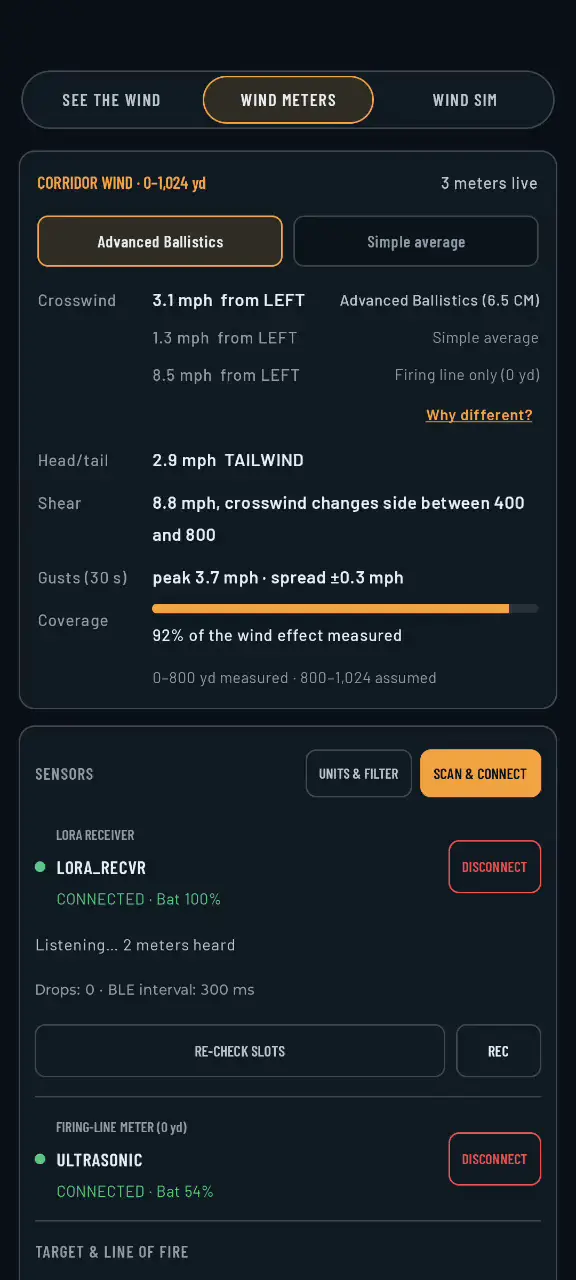 SEE THE WIND
WIND METERS
WIND SIM
CORRIDOR WIND · 0–1,024 yd
3 meters live
Advanced Ballistics
Simple average
Crosswind
3.1 mph from LEFT
Advanced Ballistics (6.5 CM)
1.3 mph from LEFT
Simple average
8.5 mph from LEFT
Firing line only (0 yd)
Why different?
Head/tail
2.9 mph TAILWIND
Shear
8.8 mph, crosswind changes side between 400
and 800
Gusts (30 s)
peak 3.7 mph · spread ±0.3 mph
Coverage
92% of the wind effect measured
0–800 yd measured · 800–1,024 assumed
SENSORS
UNITS & FILTER
SCAN & CONNECT
LORA RECEIVER
LORA_RECVR
CONNECTED · Bat 100%
DISCONNECT
Listening... 2 meters heard
Drops: 0 · BLE interval: 300 ms
RE-CHECK SLOTS
REC
FIRING-LINE METER (0 yd)
ULTRASONIC
CONNECTED · Bat 54%
DISCONNECT
TARGET & LINE OF FIRE